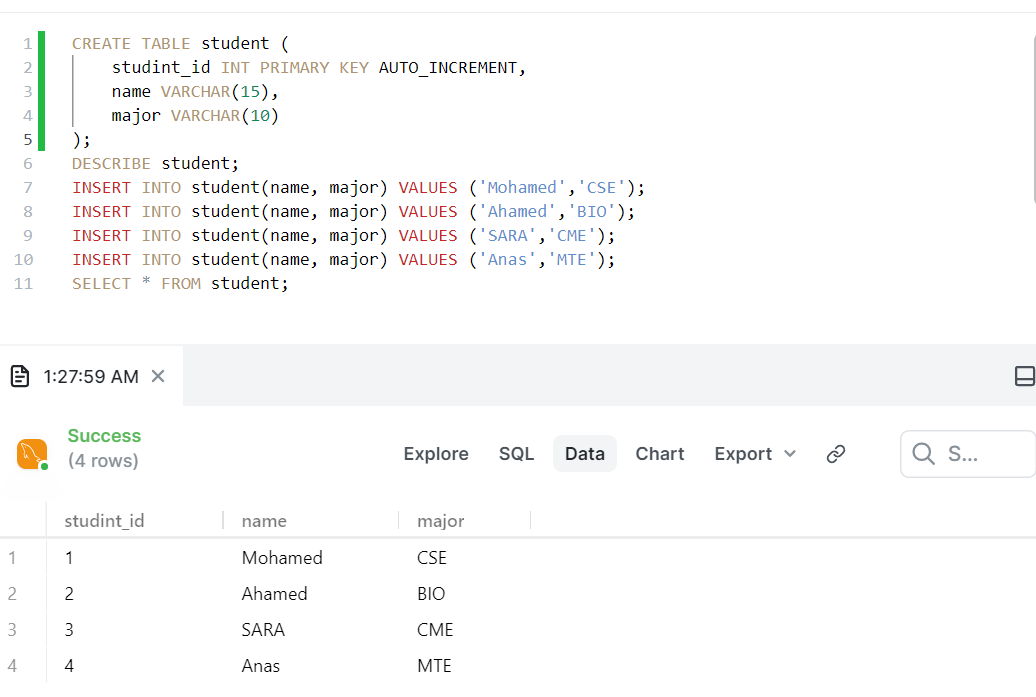 1 CREATE TABLE student (
2 studint_id INT PRIMARY KEY AUTO_INCREMENT,
3 name VARCHAR(15),
4 major VARCHAR(10)
5 );
6 DESCRIBE student;
7 INSERT INTO student(name, major) VALUES ('Mohamed','CSE');
8 INSERT INTO student(name, major) VALUES ('Ahamed','BIO');
9 INSERT INTO student(name, major) VALUES ('SARA','CME');
10 INSERT INTO student(name, major) VALUES ('Anas','MTE');
11 SELECT * FROM student;
1:27:59 AM
Success
(4 rows)
Explore SQL Data Chart Export S...
studint_id name major
1 1 Mohamed CSE
2 2 Ahamed BIO
3 3 SARA CME
4 4 Anas MTE